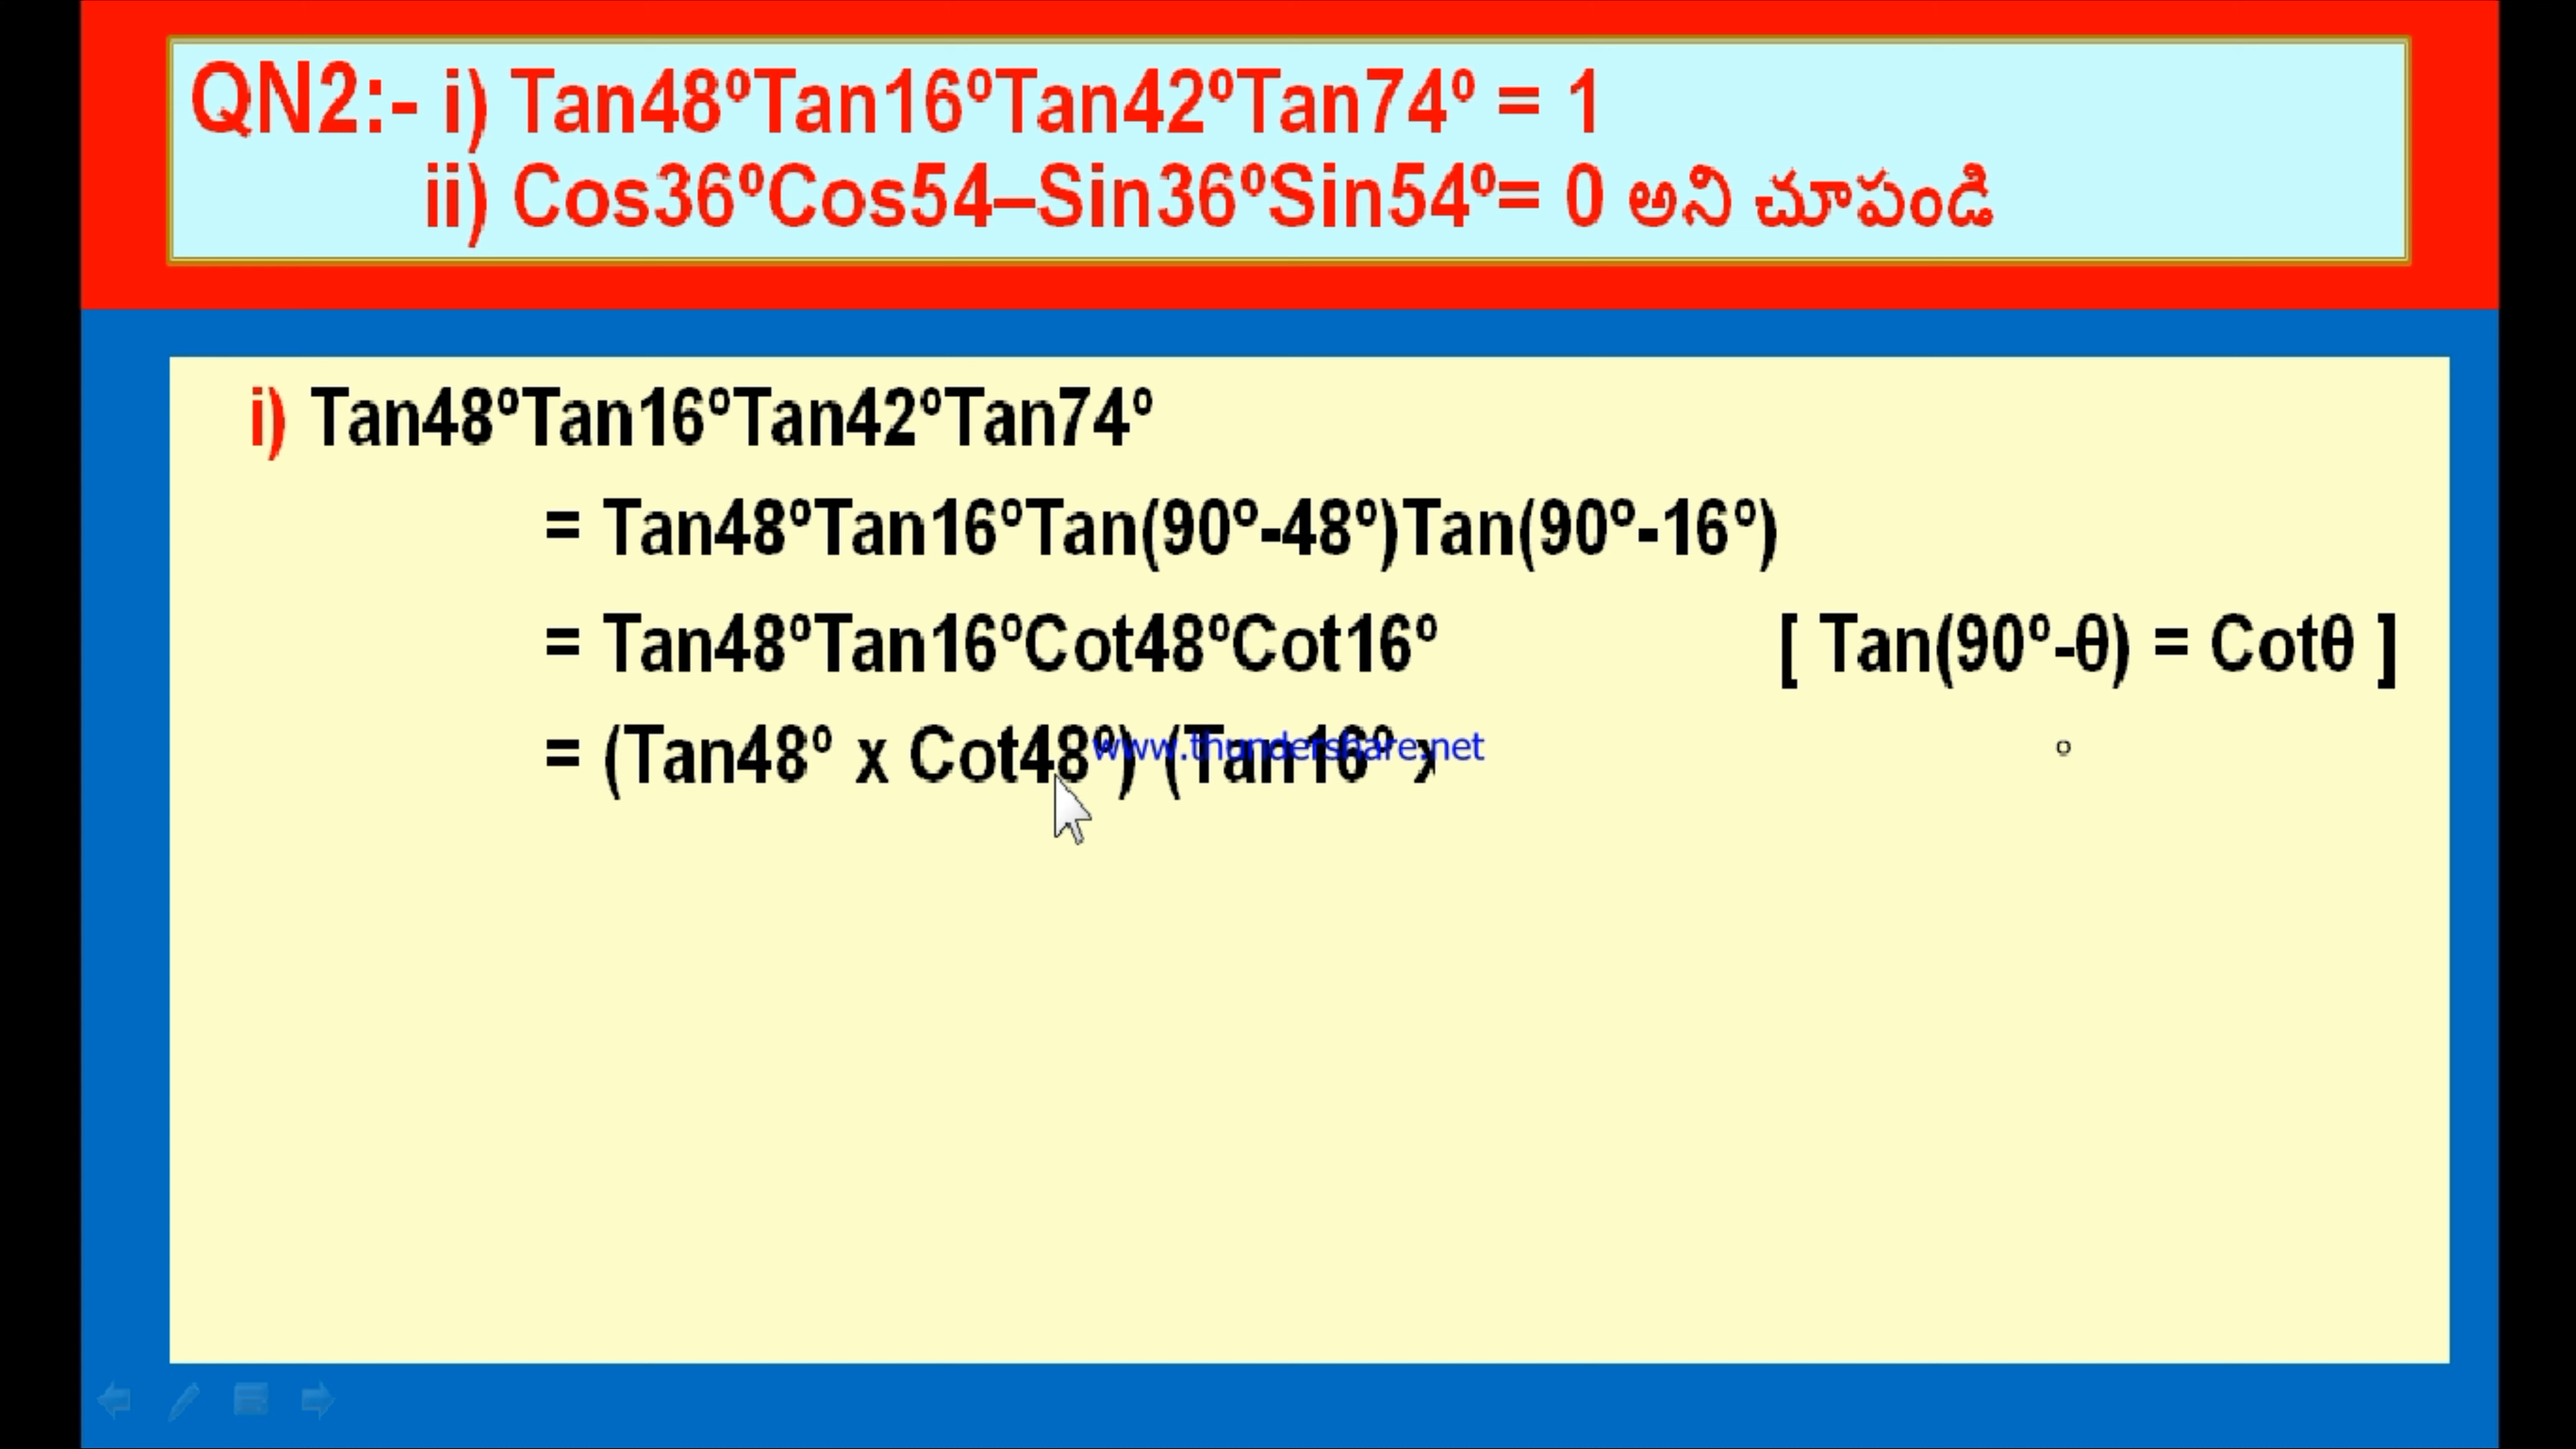 QN2:- i) Tan48ºTan16ºTan42ºTan74º = 1
ii) Cos36ºCos54–Sin36ºSin54º= 0 అని చూపండి
i) Tan48ºTan16ºTan42ºTan74º
= Tan48ºTan16ºTan(90º-48º)Tan(90º-16º)
= Tan48ºTan16ºCot48ºCot16º [ Tan(90º-θ) = Cotθ ]
= (Tan48º x Cot48º) (Tan16º x
www.thundershare.net